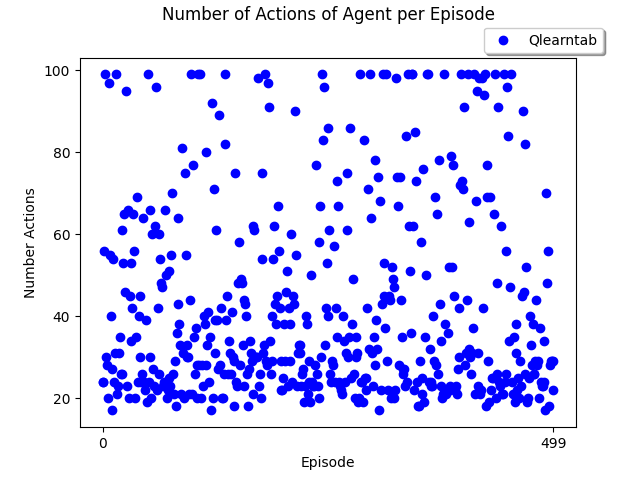 Number of Actions of Agent per Episode
Qlearntab
100
80
60
40
20
Number Actions
0
499
Episode